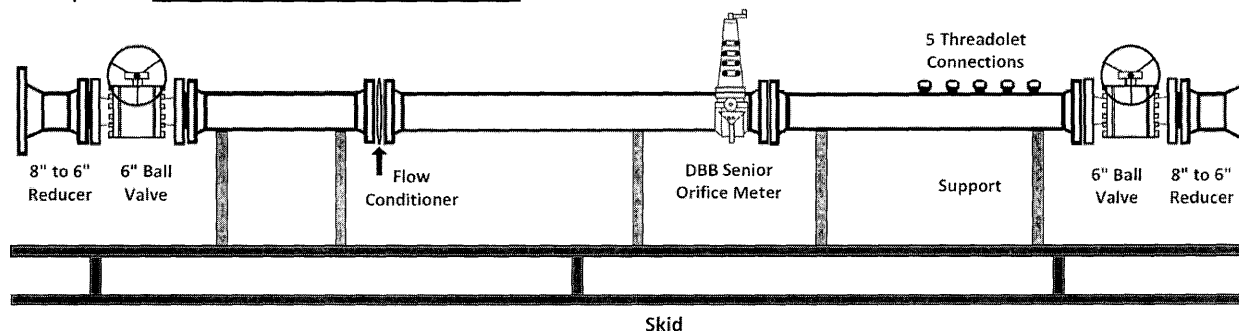 5 Threadolet
Connections
8" to 6"
Reducer
6" Ball
Valve
Flow
Conditioner
DBB Senior
Orifice Meter
Support
6" Ball
Valve
8" to 6"
Reducer
Skid